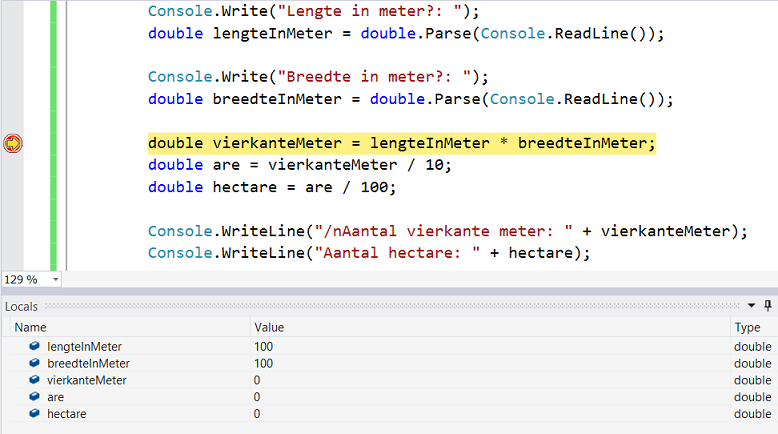 Console.Write("Lengte in meter?: ");
double lengteInMeter = double.Parse(Console.ReadLine());
Console.Write("Breedte in meter?: ");
double breedteInMeter = double.Parse(Console.ReadLine());
double vierkanteMeter = lengteInMeter * breedteInMeter;
double are = vierkanteMeter / 10;
double hectare = are / 100;
Console.WriteLine("/nAantal vierkante meter: " + vierkanteMeter);
Console.WriteLine("Aantal hectare: " + hectare);
129 %
Locals
Name Value Type
lengteInMeter 100 double
breedteInMeter 100 double
vierkanteMeter 0 double
are 0 double
hectare 0 double